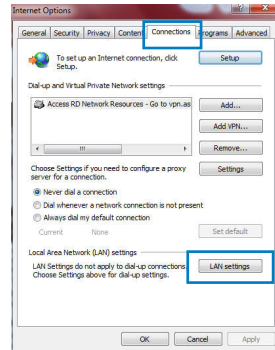 Internet Options
General Security Privacy Content Connections Programs Advanced
To set up an Internet connection, click
Setup.
Setup
Dial-up and Virtual Private Network settings
Access RD Network Resources - Go to vpn.as
Add...
Add VPN...
Remove...
Choose Settings if you need to configure a proxy
server for a connection.
Settings
Never dial a connection
Dial whenever a network connection is not present
Always dial my default connection
Current None
Set default
Local Area Network (LAN) settings
LAN Settings do not apply to dial-up connections.
Choose Settings above for dial-up settings.
LAN settings
OK Cancel Apply